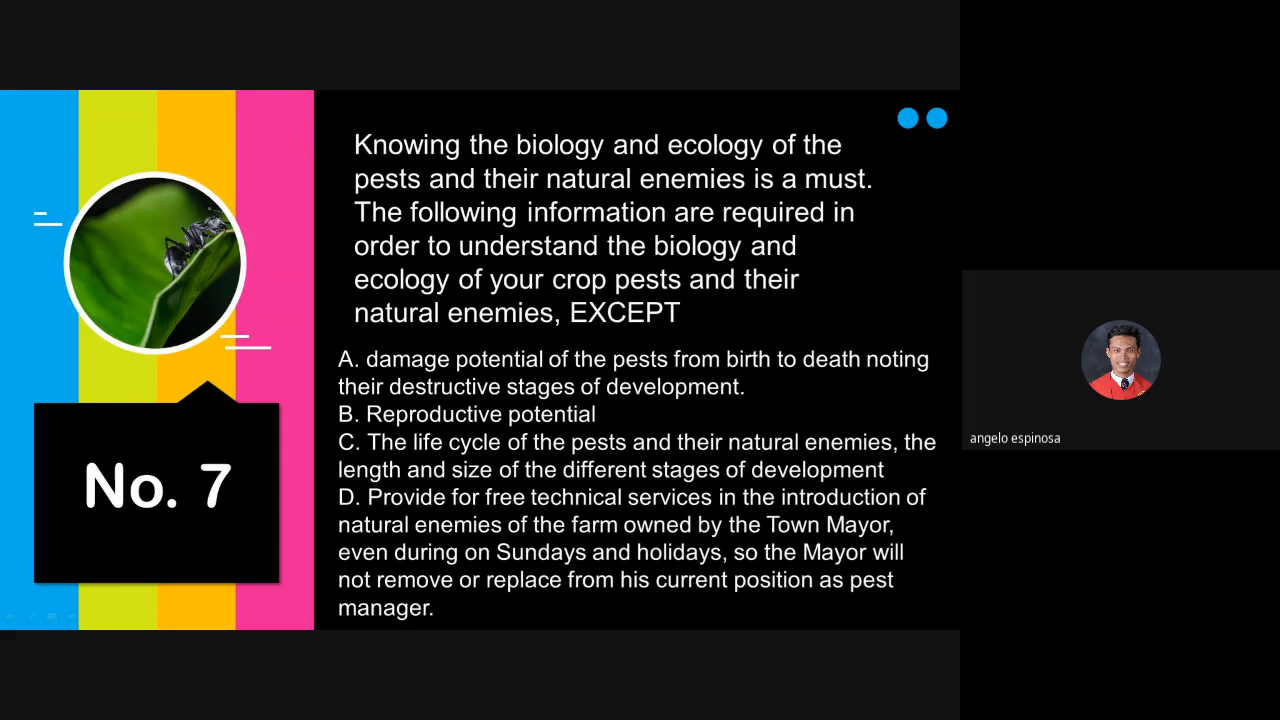 Knowing the biology and ecology of the
pests and their natural enemies is a must.
The following information are required in
order to understand the biology and
ecology of your crop pests and their
natural enemies, EXCEPT
A. damage potential of the pests from birth to death noting
their destructive stages of development.
B. Reproductive potential
C. The life cycle of the pests and their natural enemies, the
length and size of the different stages of development
D. Provide for free technical services in the introduction of
natural enemies of the farm owned by the Town Mayor,
even during on Sundays and holidays, so the Mayor will
not remove or replace from his current position as pest
manager.
No. 7
angelo espinosa